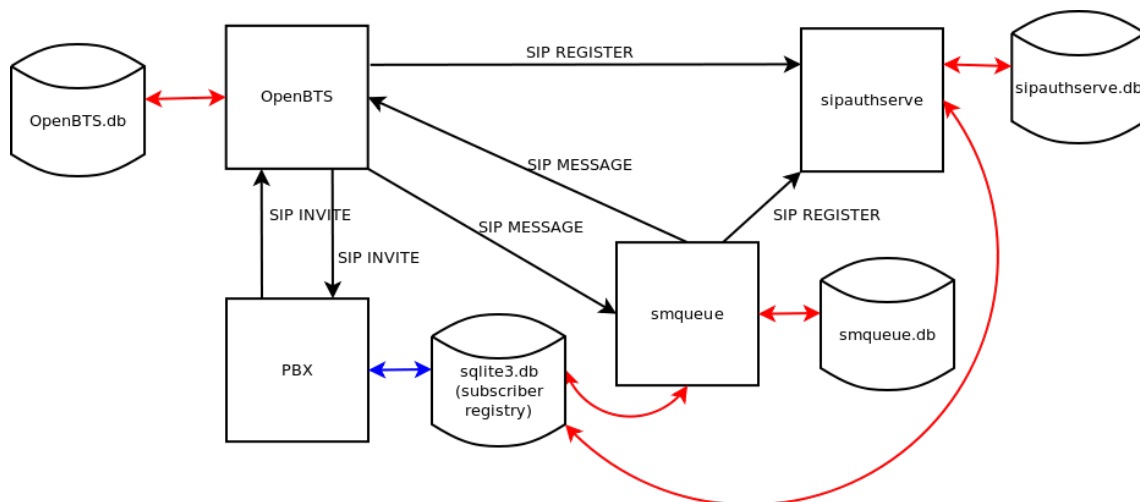 SIP REGISTER
OpenBTS
sipauthserve
sipauthserve.db
OpenBTS.db
SIP MESSAGE
SIP INVITE
SIP MESSAGE
SIP REGISTER
SIP INVITE
smqueue
smqueue.db
PBX
sqlite3.db
(subscriber
registry)